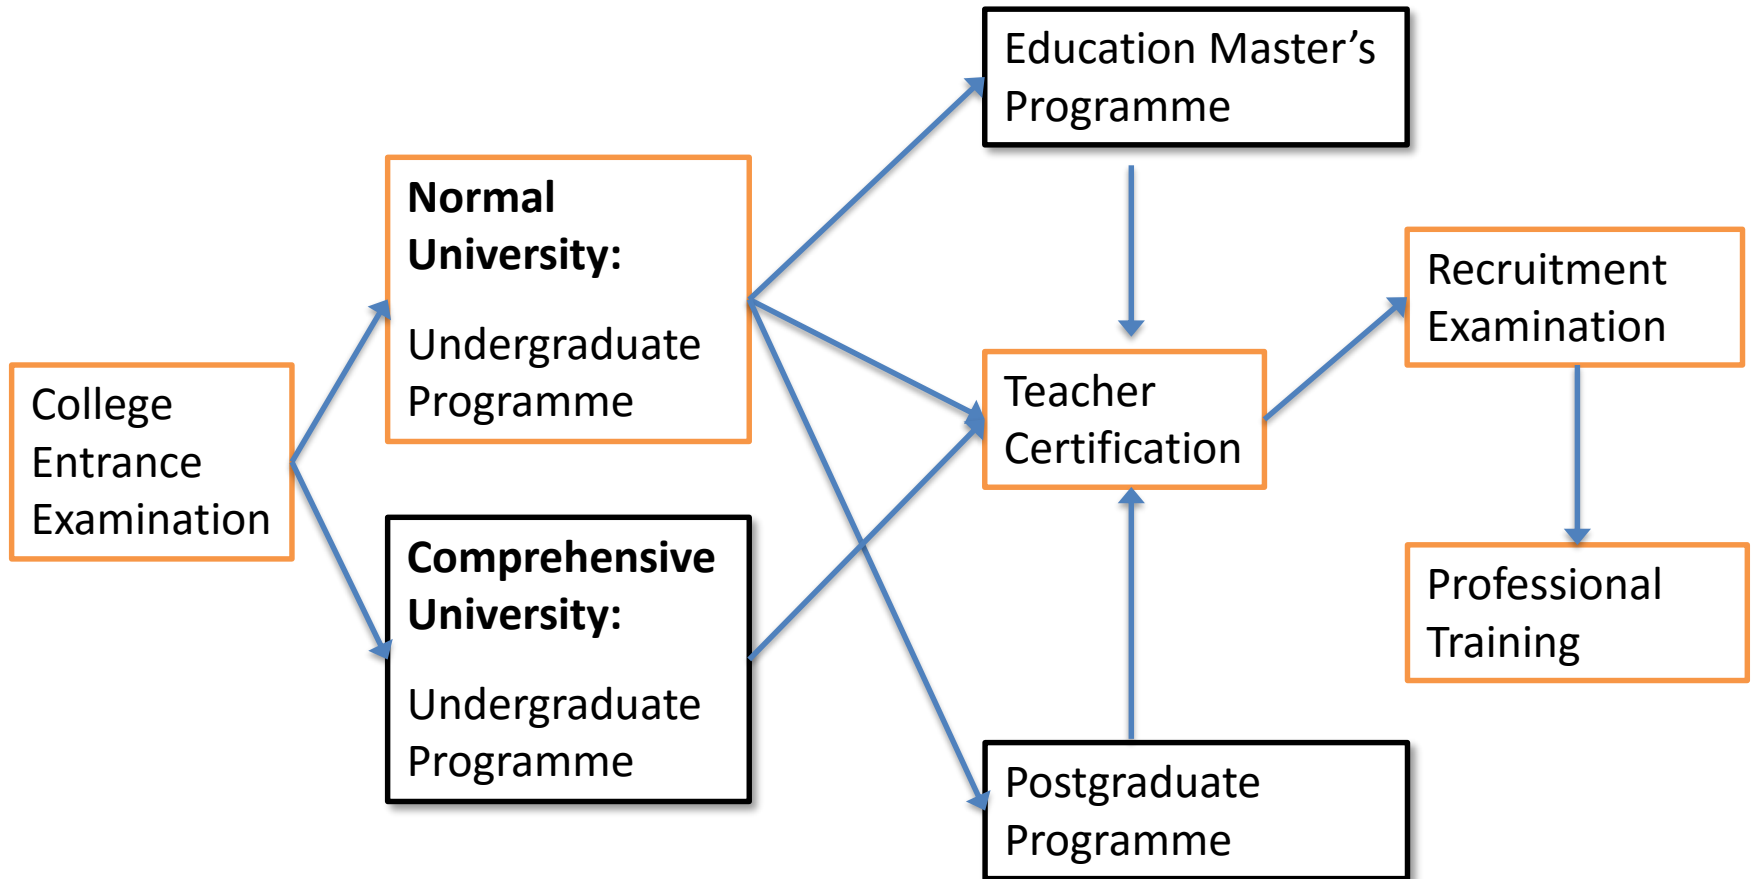 College
Entrance
Examination
Normal
University:
Undergraduate
Programme
Comprehensive
University:
Undergraduate
Programme
Education Master’s
Programme
Teacher
Certification
Postgraduate
Programme
Recruitment
Examination
Professional
Training